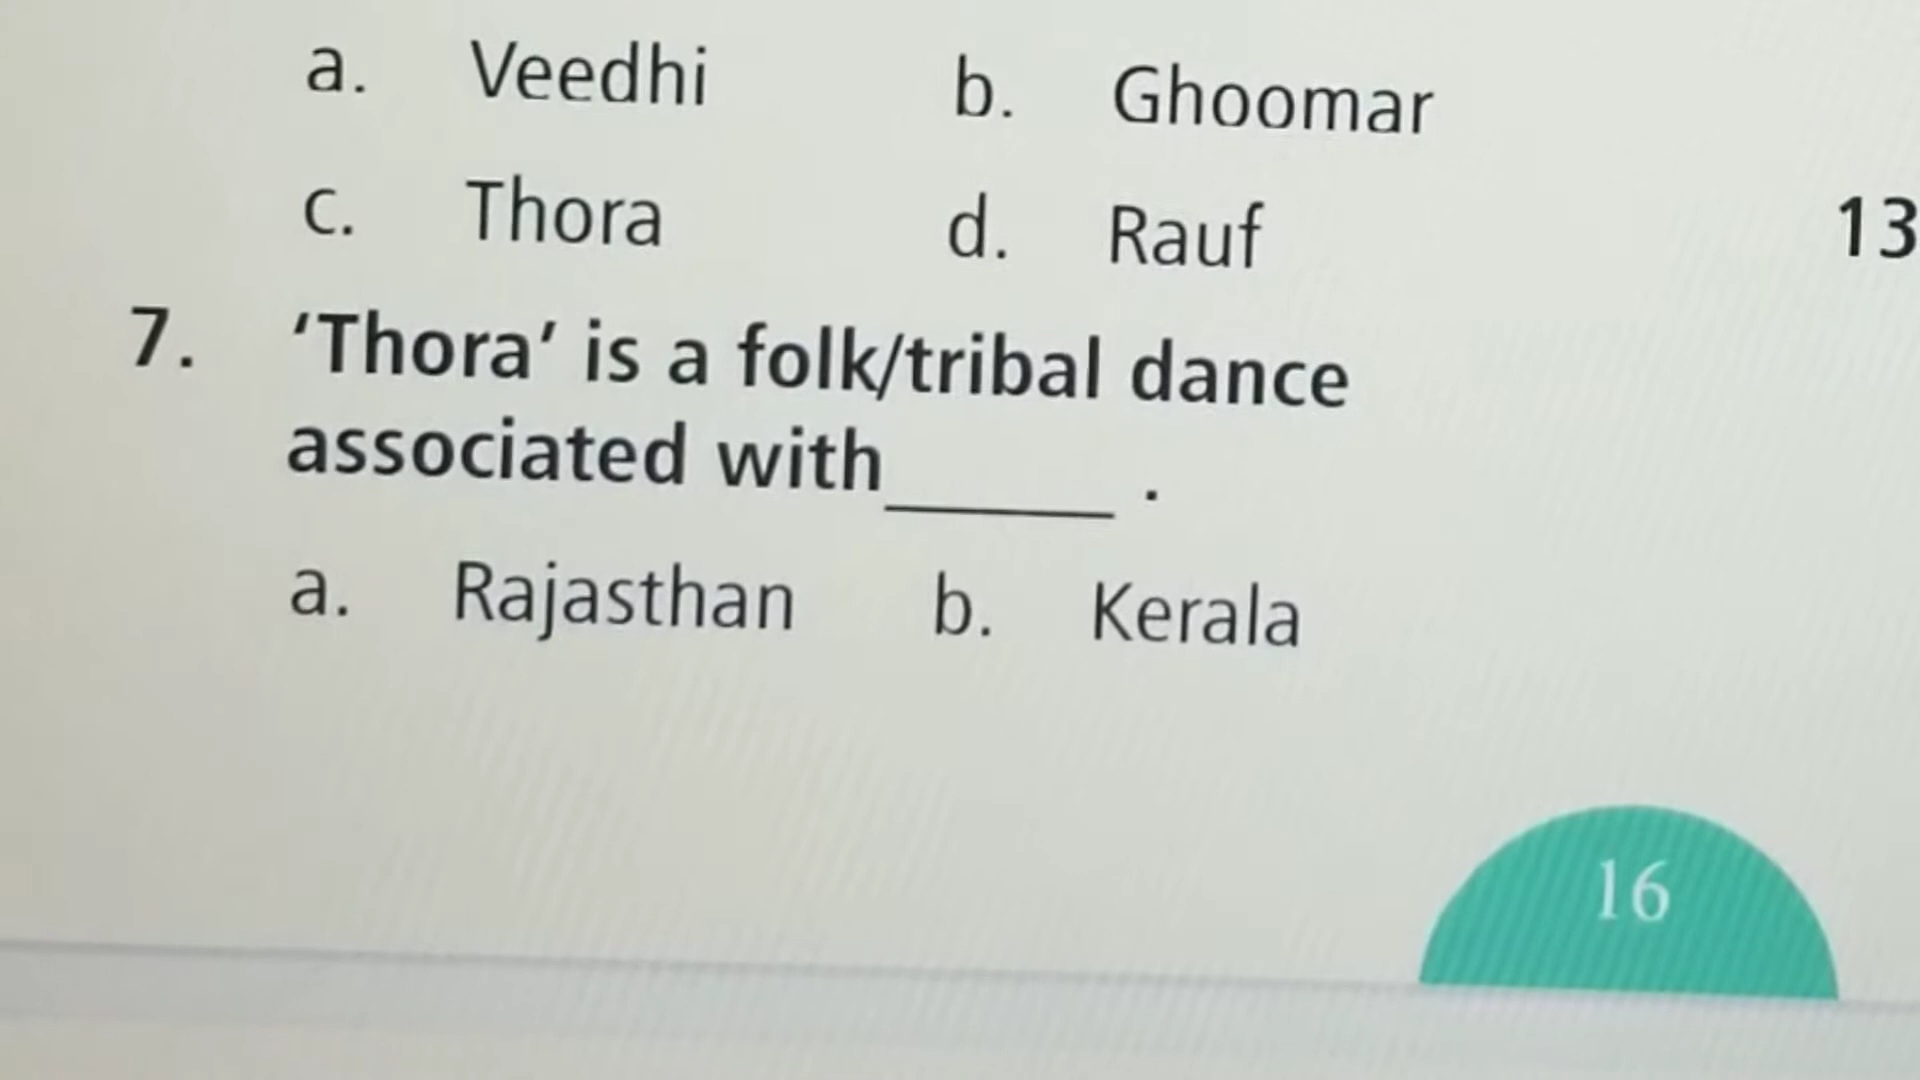 a. Veedhi b. Ghoomar
c. Thora d. Rauf
13
7. ‘Thora’ is a folk/tribal dance
associated with______ .
a. Rajasthan b. Kerala
16